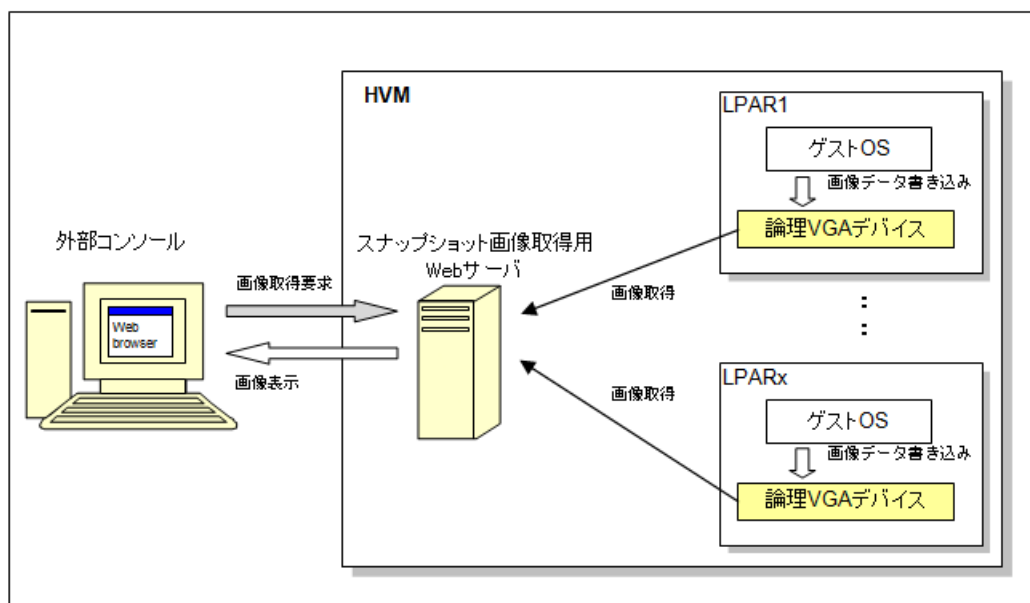 HVM
LPAR1
ゲストOS
画像データ書き込み
論理VGAデバイス
外部コンソール
スナップショット画像取得用
Webサーバ
画像取得要求
画像取得
:
:
Web
browser
画像表示
LPARx
画像取得
ゲストOS
画像データ書き込み
論理VGAデバイス